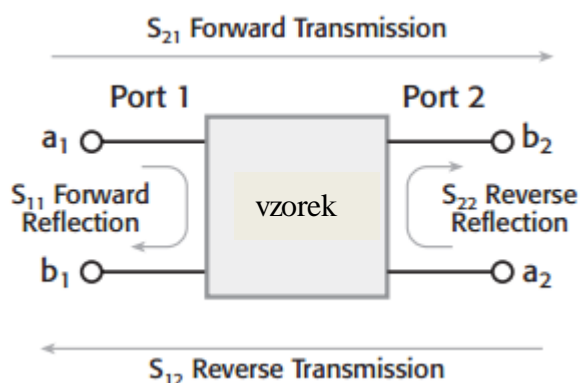 S₂₁ Forward Transmission
Port 1
Port 2
a₁
b₂
S₁₁ Forward
Reflection
vzorek
S₂₂ Reverse
Reflection
b₁
a₂
S₁₂ Reverse Transmission